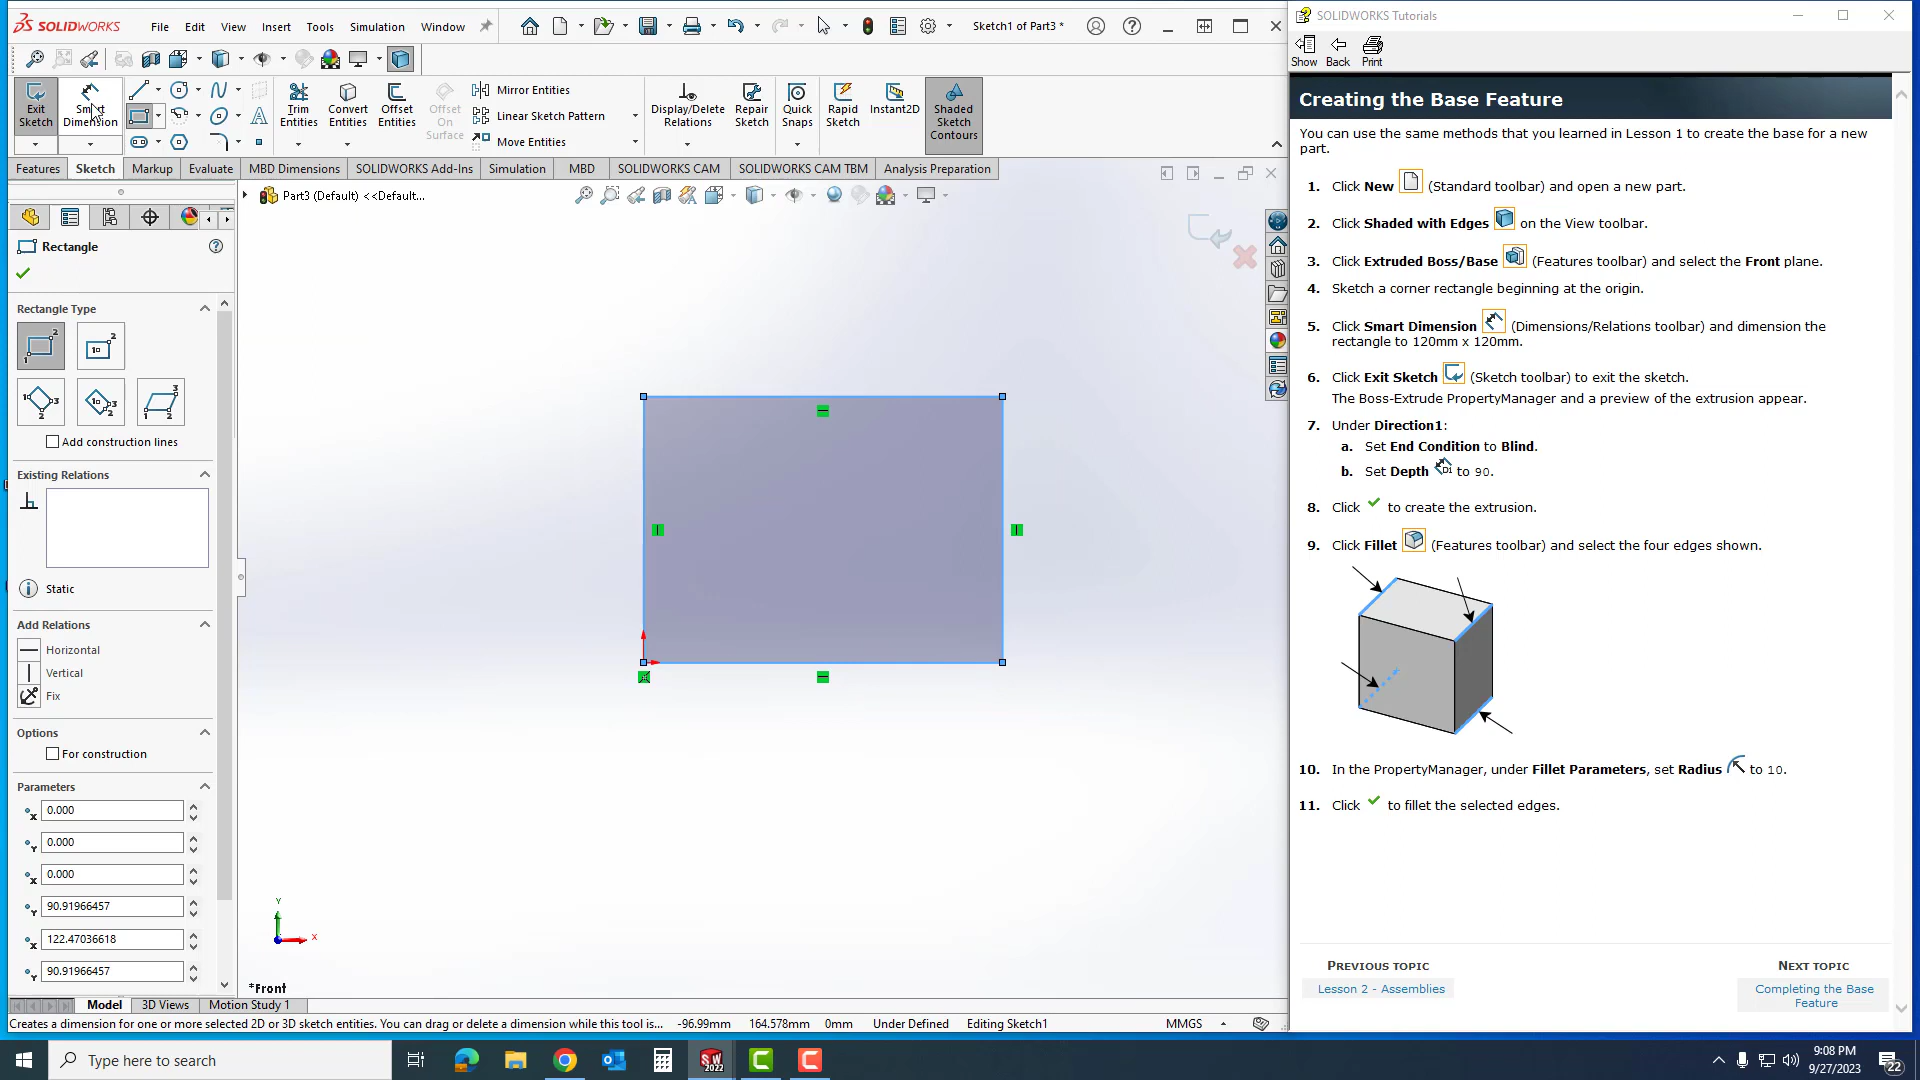 SOLIDWORKS
File Edit View Insert Tools Simulation Window
Sketch1 of Part3 *
Exit Sketch
Smart Dimension
Trim Entities
Convert Entities
Offset Entities
Offset On Surface
Mirror Entities
Linear Sketch Pattern
Move Entities
Display/Delete Relations
Repair Sketch
Quick Snaps
Rapid Sketch
Instant2D
Shaded Sketch Contours
Features Sketch Markup Evaluate MBD Dimensions SOLIDWORKS Add-Ins Simulation MBD SOLIDWORKS CAM SOLIDWORKS CAM TBM Analysis Preparation
Part3 (Default) <<Default...
Rectangle
Rectangle Type
Add construction lines
Existing Relations
Static
Add Relations
Horizontal
Vertical
Fix
Options
For construction
Parameters
0.000
0.000
0.000
90.91966457
122.47036618
90.91966457
Y
X
*Front
Model 3D Views Motion Study 1
Creates a dimension for one or more selected 2D or 3D sketch entities. You can drag or delete a dimension while this tool is... -96.99mm 164.578mm 0mm Under Defined Editing Sketch1 MMGS
SOLIDWORKS Tutorials
Show Back Print
Creating the Base Feature
You can use the same methods that you learned in Lesson 1 to create the base for a new
part.
1. Click New (Standard toolbar) and open a new part.
2. Click Shaded with Edges on the View toolbar.
3. Click Extruded Boss/Base (Features toolbar) and select the Front plane.
4. Sketch a corner rectangle beginning at the origin.
5. Click Smart Dimension (Dimensions/Relations toolbar) and dimension the
rectangle to 120mm x 120mm.
6. Click Exit Sketch (Sketch toolbar) to exit the sketch.
The Boss-Extrude PropertyManager and a preview of the extrusion appear.
7. Under Direction1:
a. Set End Condition to Blind.
b. Set Depth to 90.
8. Click to create the extrusion.
9. Click Fillet (Features toolbar) and select the four edges shown.
10. In the PropertyManager, under Fillet Parameters, set Radius to 10.
11. Click to fillet the selected edges.
PREVIOUS TOPIC
Lesson 2 - Assemblies
NEXT TOPIC
Completing the Base
Feature
Type here to search
SW
2022
9:08 PM
9/27/2023
22